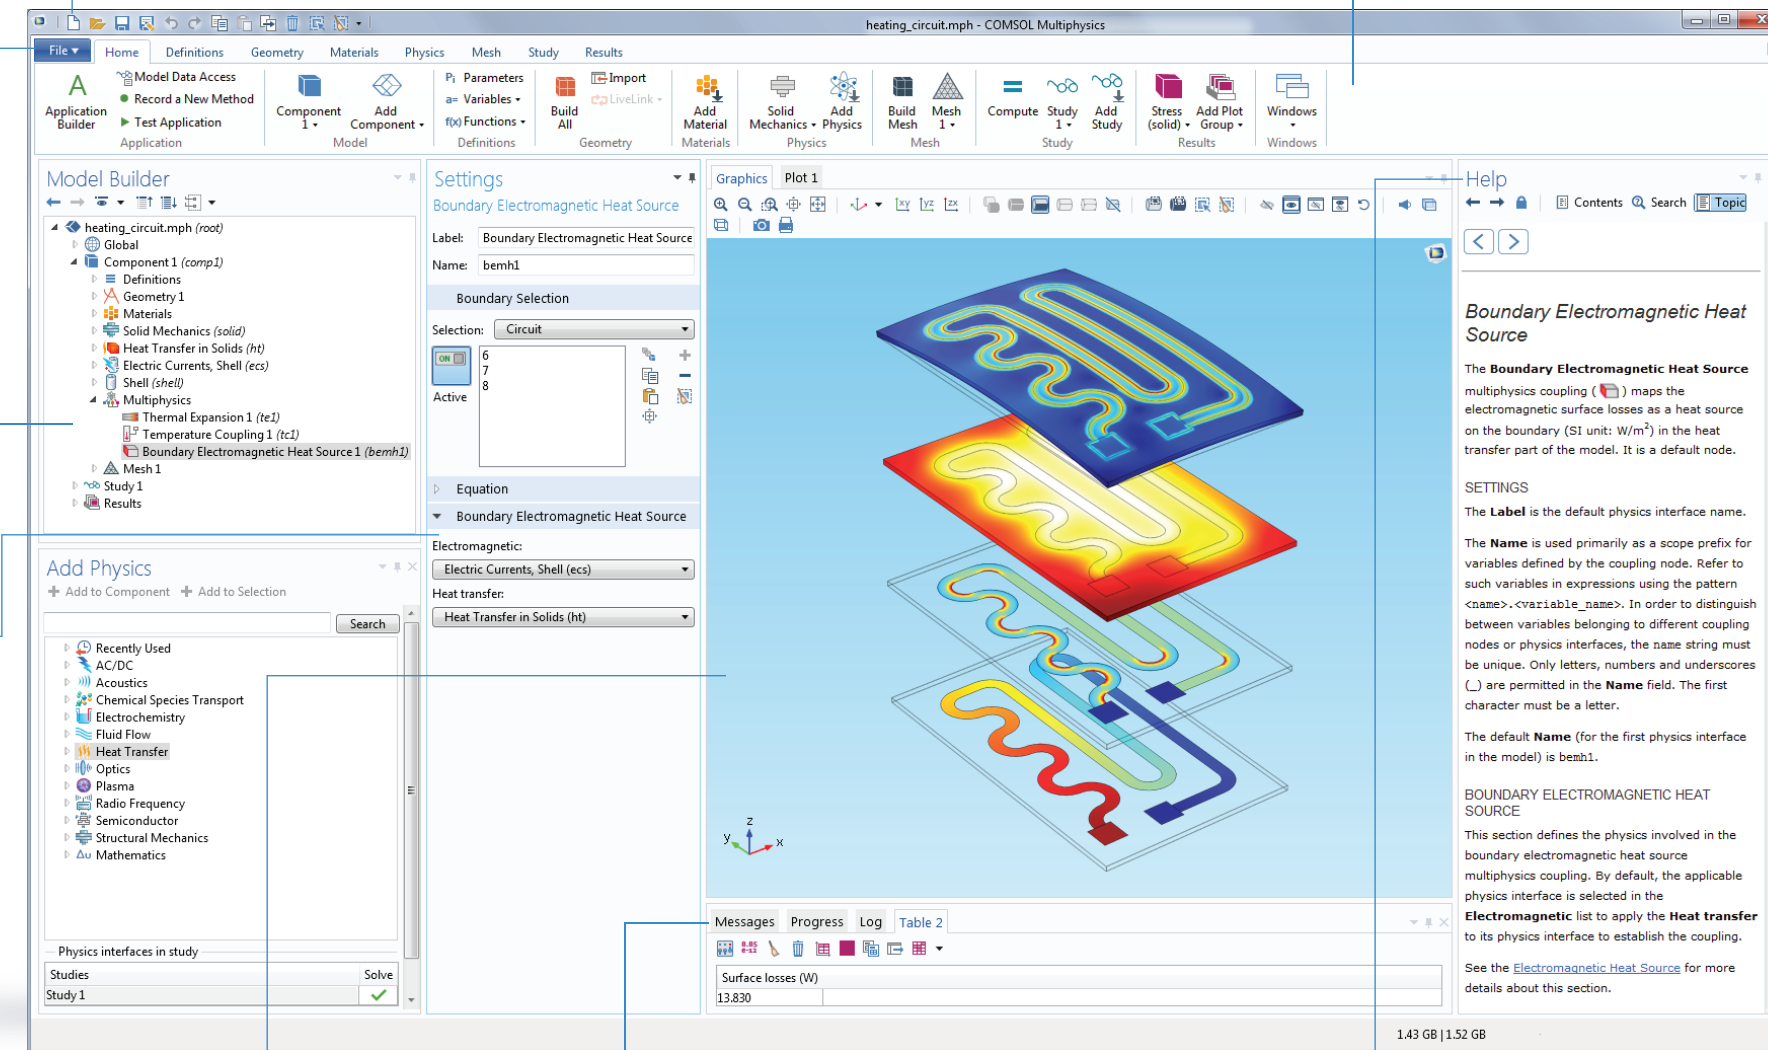 heating_circuit.mph - COMSOL Multiphysics
File Home Definitions Geometry Materials Physics Mesh Study Results
Application Builder
Model Data Access
Record a New Method
Test Application
Application
Component 1
Add Component
Model
Pi Parameters
a= Variables
f(x) Functions
Definitions
Build All
Import
LiveLink
Geometry
Add Material
Materials
Solid Mechanics
Add Physics
Physics
Build Mesh
Mesh 1
Mesh
Compute
Study 1
Add Study
Study
Stress (solid)
Add Plot Group
Results
Windows
Windows
Model Builder
heating_circuit.mph (root)
Global
Component 1 (comp1)
Definitions
Geometry 1
Materials
Solid Mechanics (solid)
Heat Transfer in Solids (ht)
Electric Currents, Shell (ecs)
Shell (shell)
Multiphysics
Thermal Expansion 1 (te1)
Temperature Coupling 1 (tc1)
Boundary Electromagnetic Heat Source 1 (bemh1)
Mesh 1
Study 1
Results
Add Physics
Add to Component Add to Selection
Search
Recently Used
AC/DC
Acoustics
Chemical Species Transport
Electrochemistry
Fluid Flow
Heat Transfer
Optics
Plasma
Radio Frequency
Semiconductor
Structural Mechanics
Δu Mathematics
Physics interfaces in study
Studies Solve
Study 1
Settings
Boundary Electromagnetic Heat Source
Label: Boundary Electromagnetic Heat Source
Name: bemh1
Boundary Selection
Selection: Circuit
ON
Active
6
7
8
Equation
Boundary Electromagnetic Heat Source
Electromagnetic:
Electric Currents, Shell (ecs)
Heat transfer:
Heat Transfer in Solids (ht)
Graphics Plot 1
xy yz zx
z
y
x
Messages Progress Log Table 2
8.85
e-12
Surface losses (W)
13.830
Help
Contents Search Topic
Boundary Electromagnetic Heat
Source
The Boundary Electromagnetic Heat Source
multiphysics coupling ( ) maps the
electromagnetic surface losses as a heat source
on the boundary (SI unit: W/m²) in the heat
transfer part of the model. It is a default node.
SETTINGS
The Label is the default physics interface name.
The Name is used primarily as a scope prefix for
variables defined by the coupling node. Refer to
such variables in expressions using the pattern
<name>.<variable_name>. In order to distinguish
between variables belonging to different coupling
nodes or physics interfaces, the name string must
be unique. Only letters, numbers and underscores
(_) are permitted in the Name field. The first
character must be a letter.
The default Name (for the first physics interface
in the model) is bemh1.
BOUNDARY ELECTROMAGNETIC HEAT
SOURCE
This section defines the physics involved in the
boundary electromagnetic heat source
multiphysics coupling. By default, the applicable
physics interface is selected in the
Electromagnetic list to apply the Heat transfer
to its physics interface to establish the coupling.
See the Electromagnetic Heat Source for more
details about this section.
1.43 GB | 1.52 GB